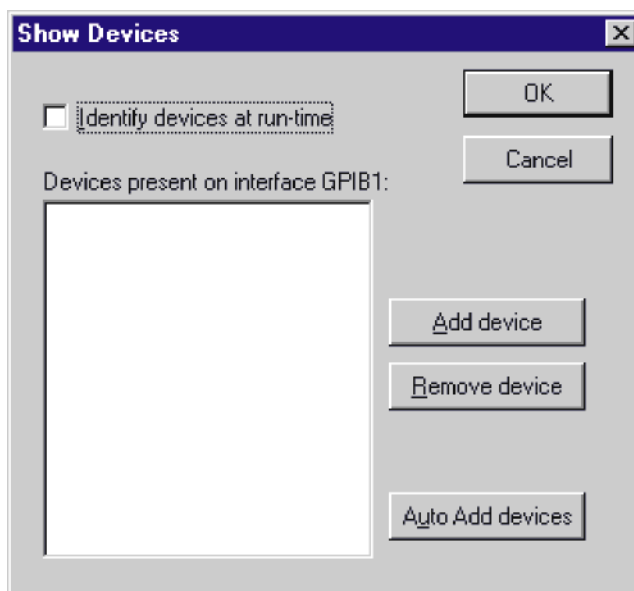 Show Devices
OK
Identify devices at run-time
Cancel
Devices present on interface GPIB1:
Add device
Remove device
Auto Add devices